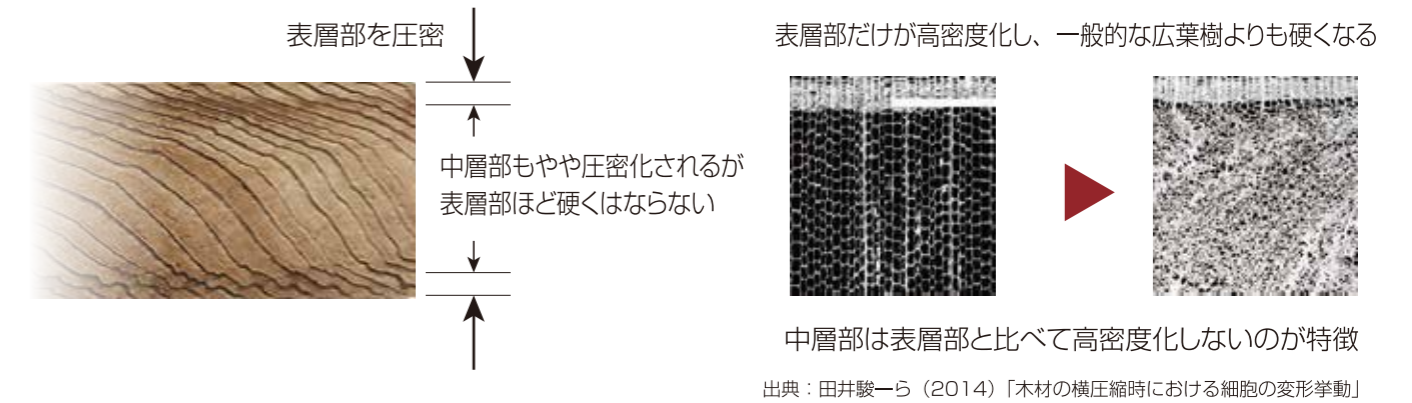 表層部を圧密
中層部もやや圧密化されるが
表層部ほど硬くはならない
表層部だけが高密度化し、一般的な広葉樹よりも硬くなる
中層部は表層部と比べて高密度化しないのが特徴
出典：田井駿一ら（2014）「木材の横圧縮時における細胞の変形挙動」